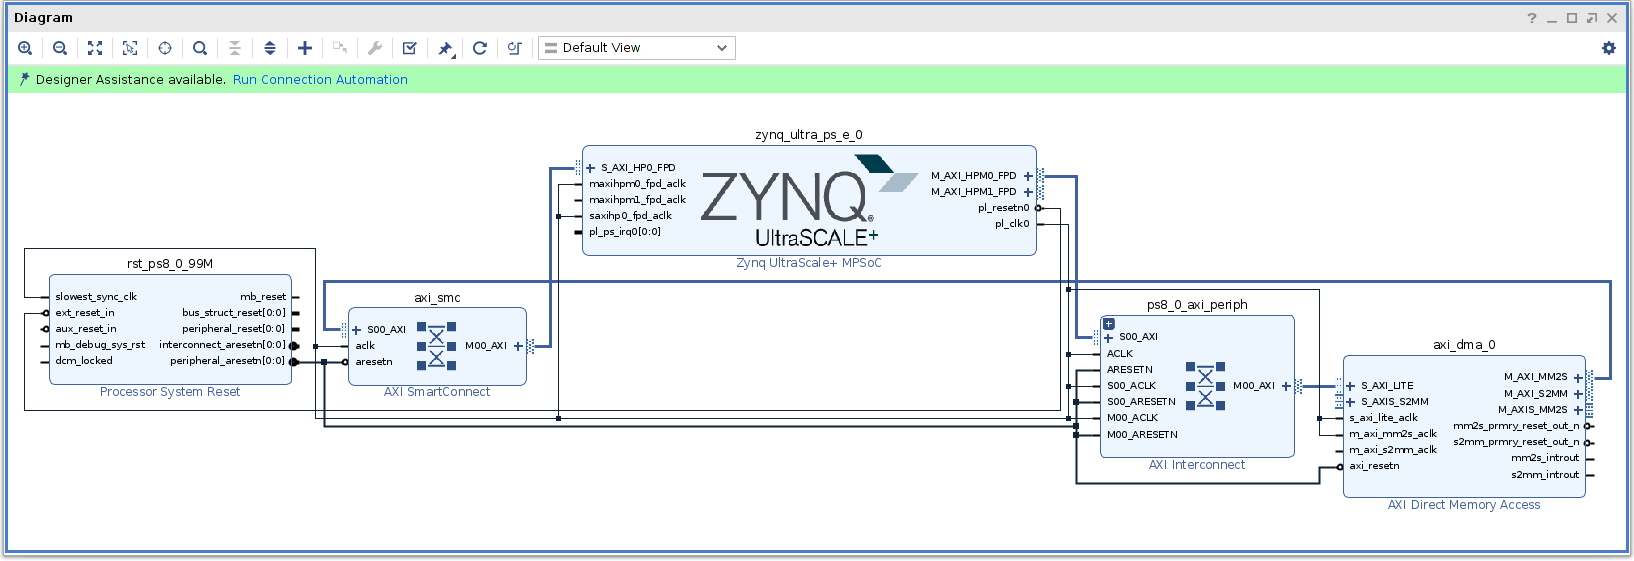 Diagram
Default View
Designer Assistance available. Run Connection Automation
zynq_ultra_ps_e_0
S_AXI_HP0_FPD
maxihpm0_fpd_aclk
maxihpm1_fpd_aclk
saxihp0_fpd_aclk
pl_ps_irq0[0:0]
ZYNQ®
UltraSCALE+
M_AXI_HPM0_FPD
M_AXI_HPM1_FPD
pl_resetn0
pl_clk0
Zynq UltraScale+ MPSoC
rst_ps8_0_99M
slowest_sync_clk
ext_reset_in
aux_reset_in
mb_debug_sys_rst
dcm_locked
mb_reset
bus_struct_reset[0:0]
peripheral_reset[0:0]
interconnect_aresetn[0:0]
peripheral_aresetn[0:0]
Processor System Reset
axi_smc
S00_AXI
aclk
aresetn
M00_AXI
AXI SmartConnect
ps8_0_axi_periph
S00_AXI
ACLK
ARESETN
S00_ACLK
S00_ARESETN
M00_ACLK
M00_ARESETN
M00_AXI
AXI Interconnect
axi_dma_0
S_AXI_LITE
S_AXIS_S2MM
s_axi_lite_aclk
m_axi_mm2s_aclk
m_axi_s2mm_aclk
axi_resetn
M_AXI_MM2S
M_AXI_S2MM
M_AXIS_MM2S
mm2s_prmry_reset_out_n
s2mm_prmry_reset_out_n
mm2s_introut
s2mm_introut
AXI Direct Memory Access